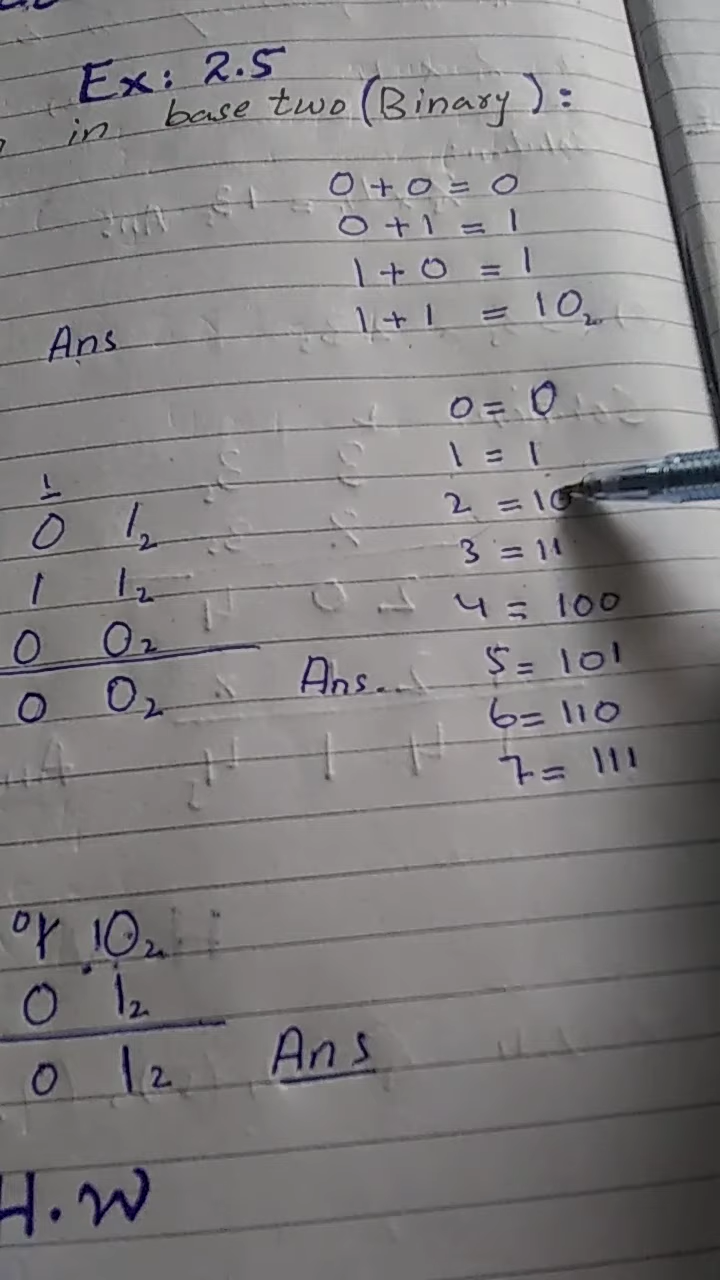 Ex: 2.5
in base two (Binary):
0 + 0 = 0
0 + 1 = 1
1 + 0 = 1
1 + 1 = 10₂
Ans
0 = 0
1 = 1
2 = 10
3 = 11
4 = 100
5 = 101
6 = 110
7 = 111
1
0 1₂
1 1₂
0 0₂
0 0₂ Ans..
10₂
0 1₂
0 1₂ Ans
H.W